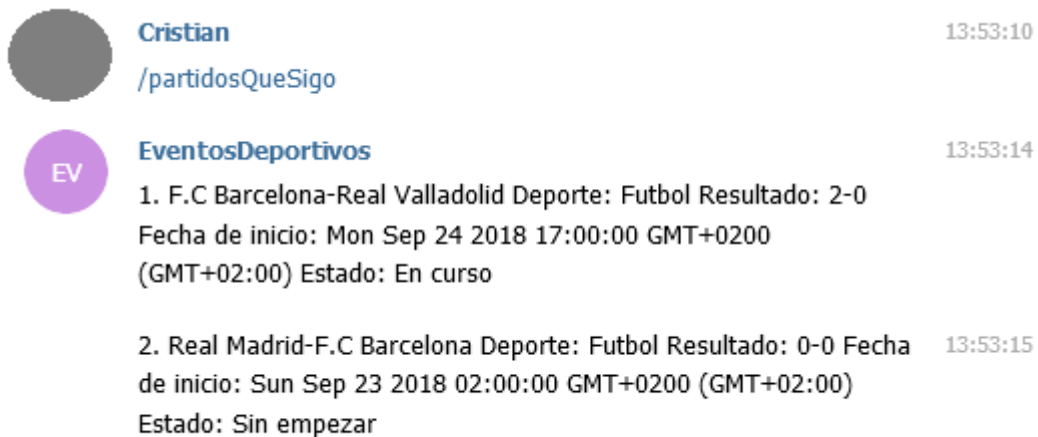 Cristian 13:53:10
/partidosQueSigo
EV
EventosDeportivos 13:53:14
1. F.C Barcelona-Real Valladolid Deporte: Futbol Resultado: 2-0
Fecha de inicio: Mon Sep 24 2018 17:00:00 GMT+0200
(GMT+02:00) Estado: En curso
2. Real Madrid-F.C Barcelona Deporte: Futbol Resultado: 0-0 Fecha 13:53:15
de inicio: Sun Sep 23 2018 02:00:00 GMT+0200 (GMT+02:00)
Estado: Sin empezar